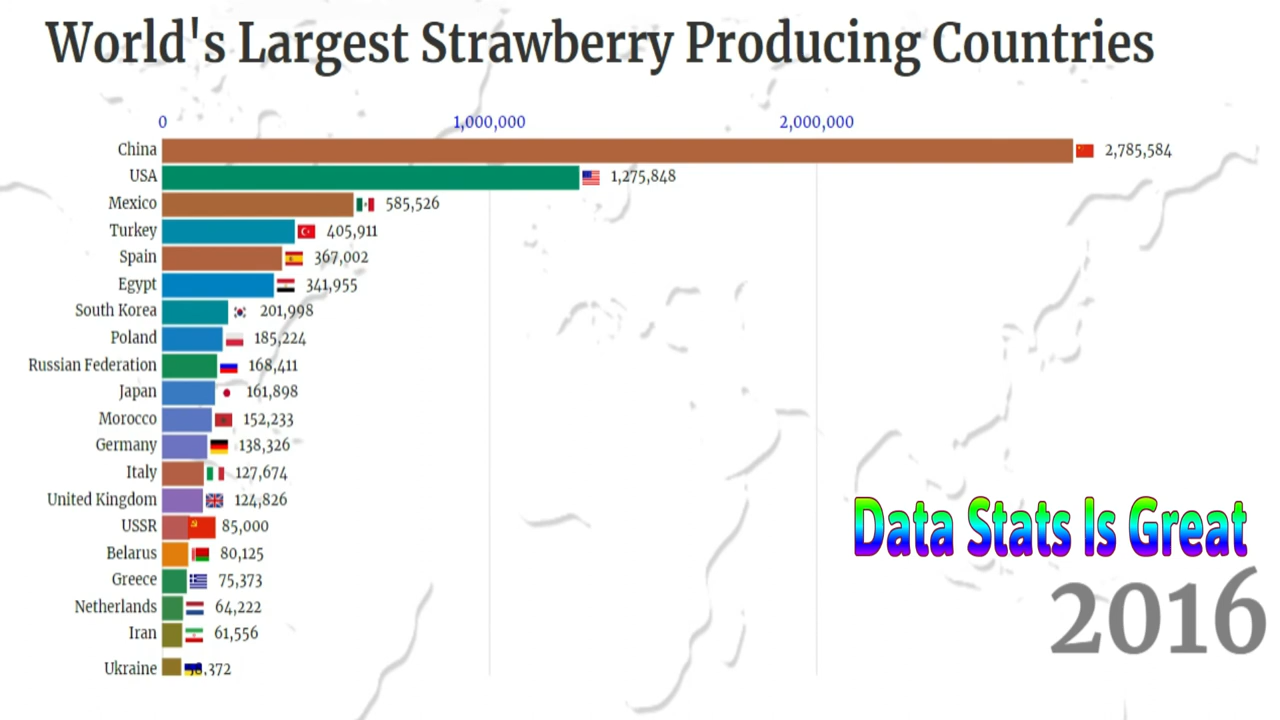 World's Largest Strawberry Producing Countries
0 1,000,000 2,000,000
China 2,785,584
USA 1,275,848
Mexico 585,526
Turkey 405,911
Spain 367,002
Egypt 341,955
South Korea 201,998
Poland 185,224
Russian Federation 168,411
Japan 161,898
Morocco 152,233
Germany 138,326
Italy 127,674
United Kingdom 124,826
USSR 85,000
Belarus 80,125
Greece 75,373
Netherlands 64,222
Iran 61,556
Ukraine
Data Stats Is Great
2016